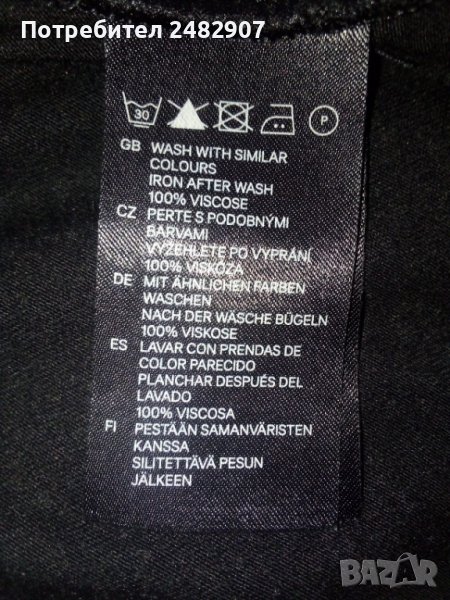 Потребител 2482907
30 P
GB WASH WITH SIMILAR
COLOURS
IRON AFTER WASH
100% VISCOSE
CZ PERTE S PODOBNÝMI
BARVAMI
VYŽEHLETE PO VYPRÁNÍ
100% VISKÓZA
DE MIT ÄHNLICHEN FARBEN
WASCHEN
NACH DER WÄSCHE BÜGELN
100% VISKOSE
ES LAVAR CON PRENDAS DE
COLOR PARECIDO
PLANCHAR DESPUÉS DEL
LAVADO
100% VISCOSA
FI PESTÄÄN SAMANVÄRISTEN
KANSSA
SILITETTÄVÄ PESUN
JÄLKEEN
BAZAR